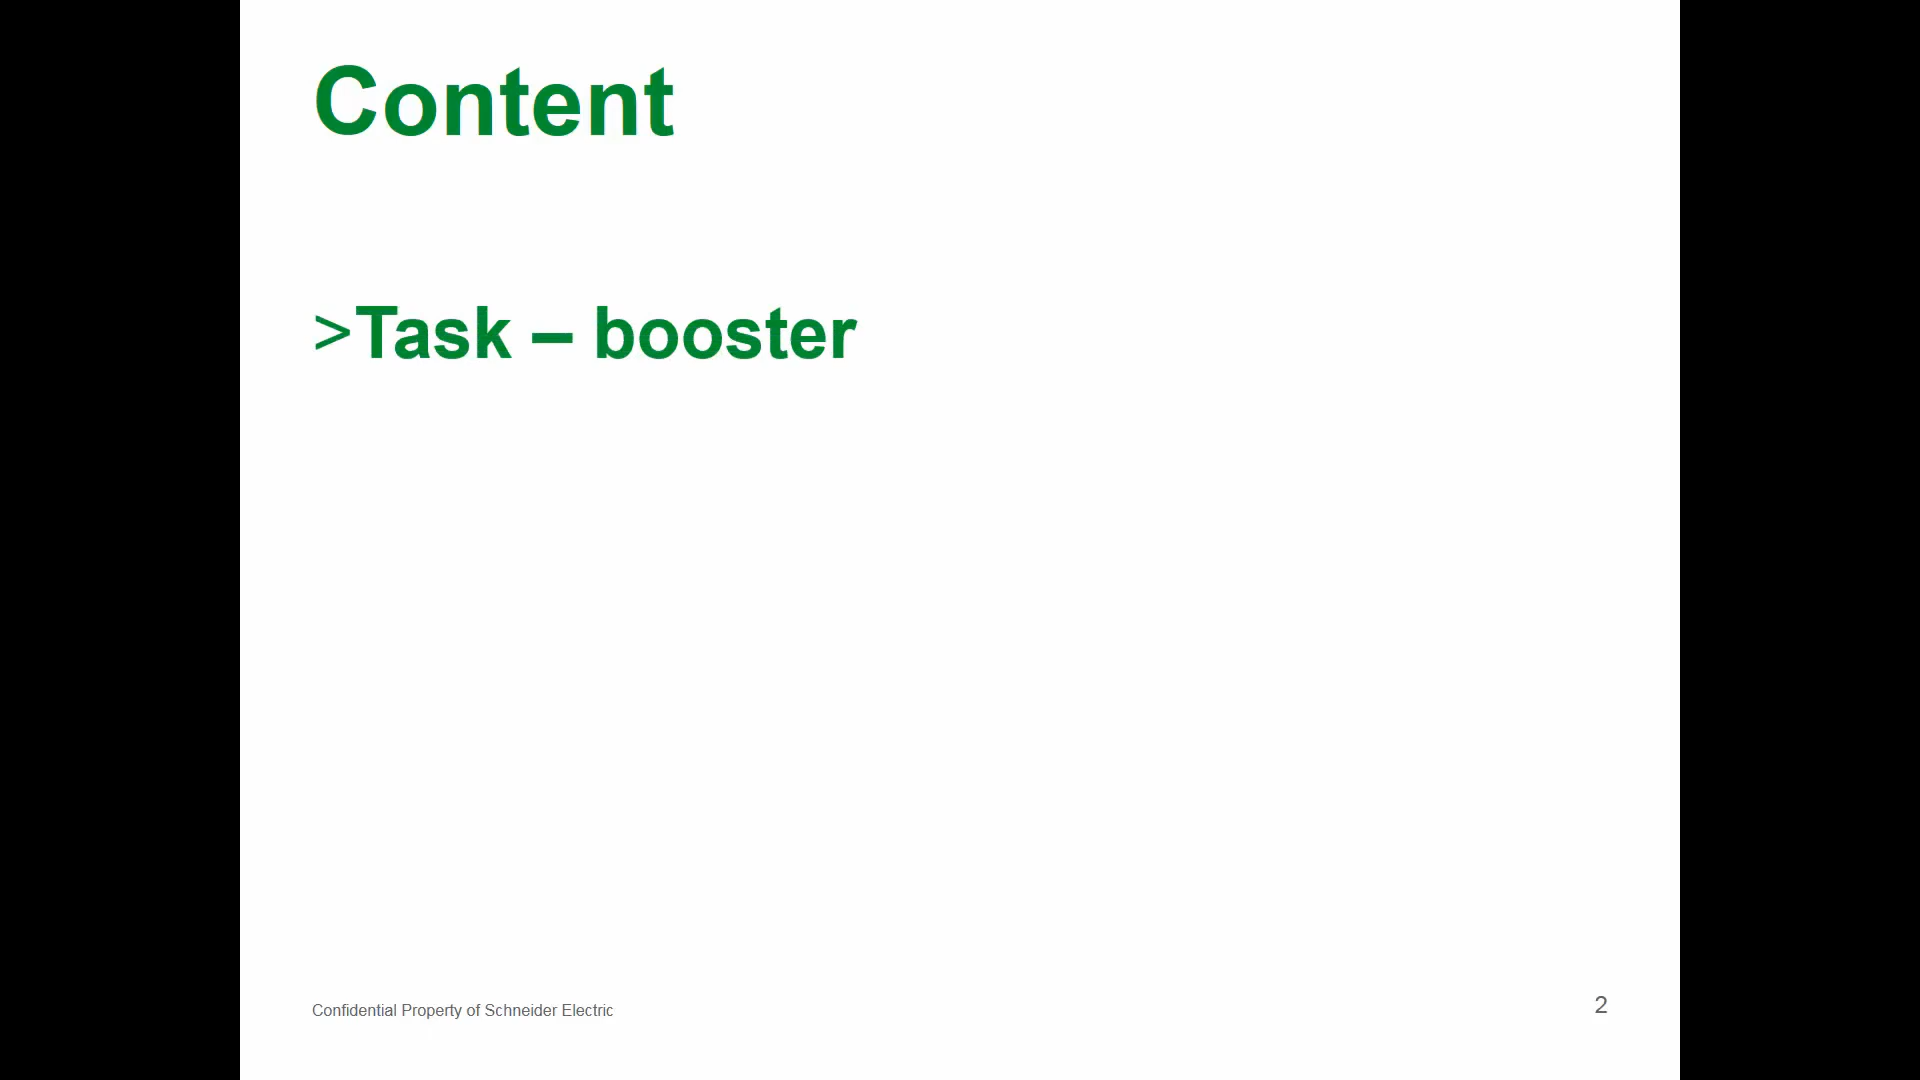 Content
>Task – booster
Confidential Property of Schneider Electric
2